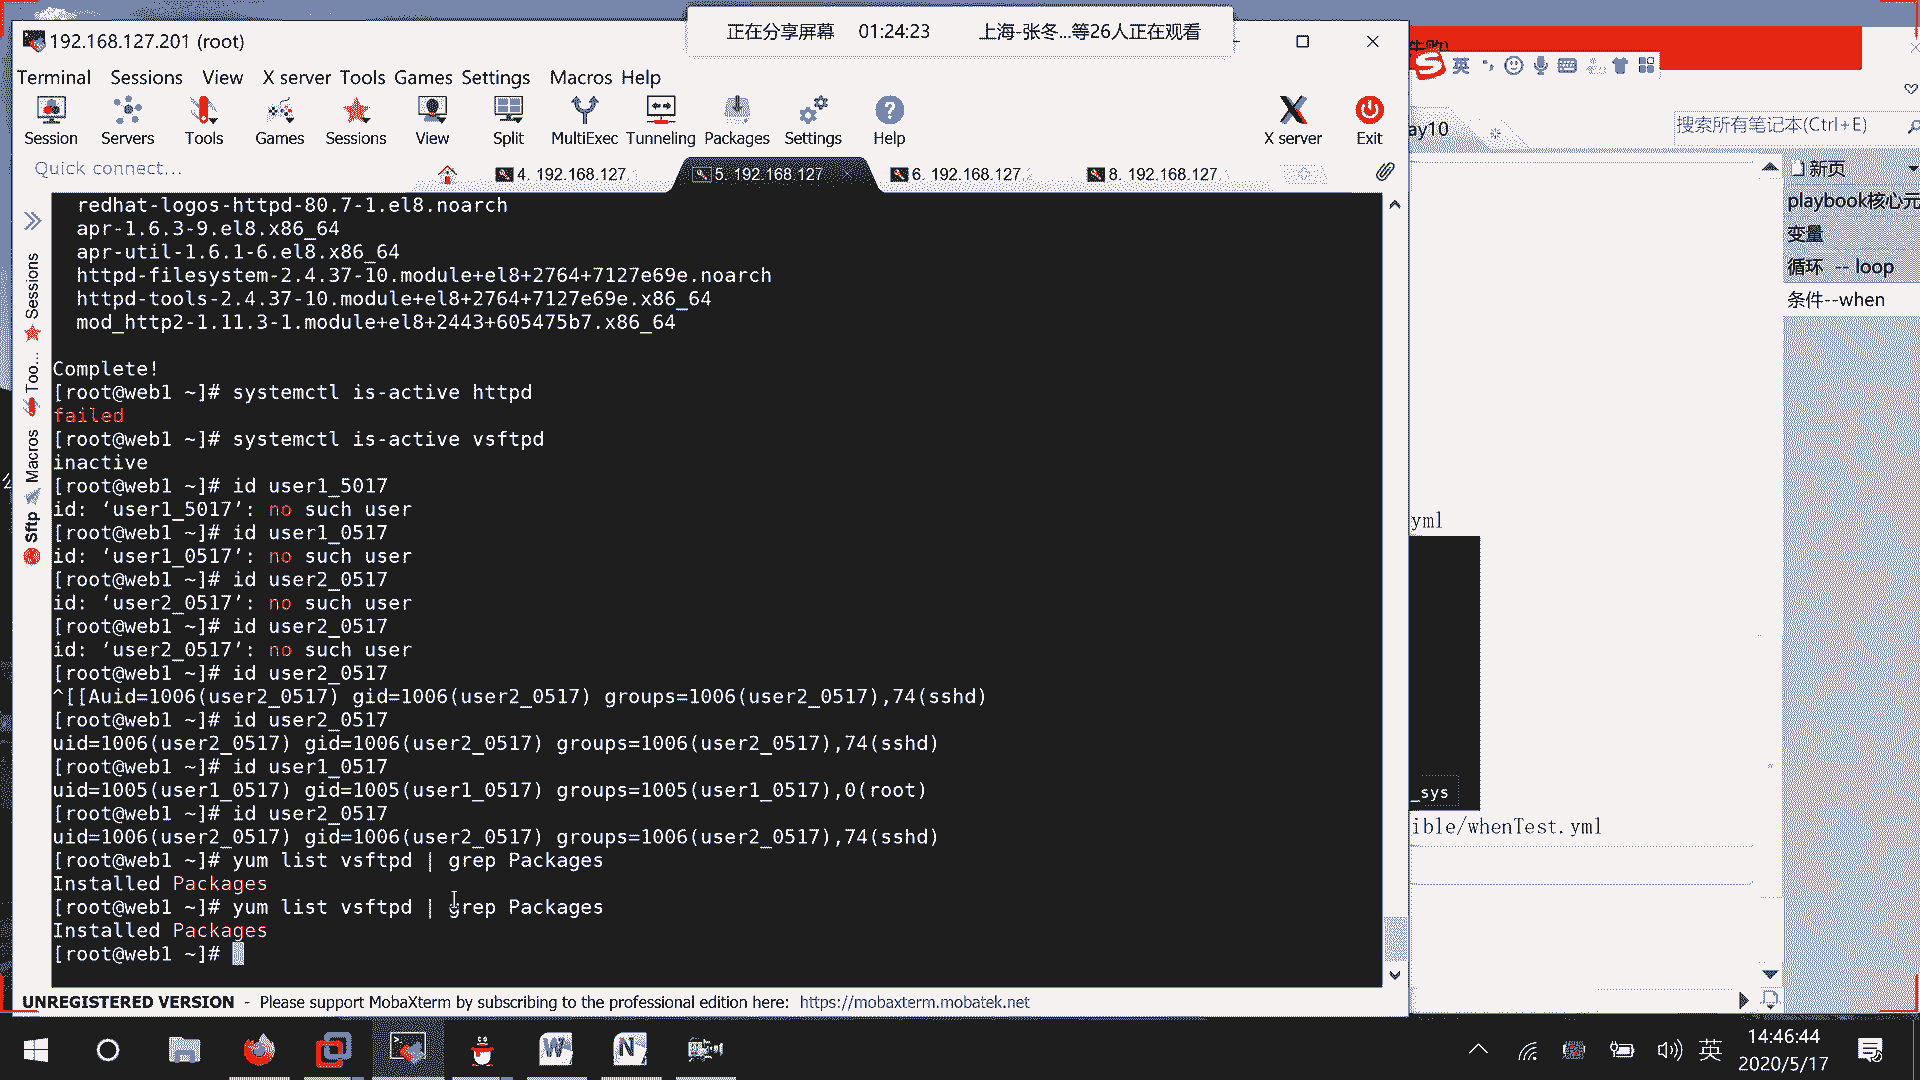 192.168.127.201 (root)
正在分享屏幕 01:24:23 上海-张冬...等26人正在观看
Terminal Sessions View X server Tools Games Settings Macros Help
Session Servers Tools Games Sessions View Split MultiExec Tunneling Packages Settings Help X server Exit
Quick connect...
4. 192.168.127.
5. 192.168.127
6. 192.168.127.
8. 192.168.127.
Sessions
Too...
Macros
Sftp
redhat-logos-httpd-80.7-1.el8.noarch
apr-1.6.3-9.el8.x86_64
apr-util-1.6.1-6.el8.x86_64
httpd-filesystem-2.4.37-10.module+el8+2764+7127e69e.noarch
httpd-tools-2.4.37-10.module+el8+2764+7127e69e.x86_64
mod_http2-1.11.3-1.module+el8+2443+605475b7.x86_64
Complete!
[root@web1 ~]# systemctl is-active httpd
failed
[root@web1 ~]# systemctl is-active vsftpd
inactive
[root@web1 ~]# id user1_5017
id: ‘user1_5017’: no such user
[root@web1 ~]# id user1_0517
id: ‘user1_0517’: no such user
[root@web1 ~]# id user2_0517
id: ‘user2_0517’: no such user
[root@web1 ~]# id user2_0517
id: ‘user2_0517’: no such user
[root@web1 ~]# id user2_0517
^[[Auid=1006(user2_0517) gid=1006(user2_0517) groups=1006(user2_0517),74(sshd)
[root@web1 ~]# id user2_0517
uid=1006(user2_0517) gid=1006(user2_0517) groups=1006(user2_0517),74(sshd)
[root@web1 ~]# id user1_0517
uid=1005(user1_0517) gid=1005(user1_0517) groups=1005(user1_0517),0(root)
[root@web1 ~]# id user2_0517
uid=1006(user2_0517) gid=1006(user2_0517) groups=1006(user2_0517),74(sshd)
[root@web1 ~]# yum list vsftpd | grep Packages
Installed Packages
[root@web1 ~]# yum list vsftpd | grep Packages
Installed Packages
[root@web1 ~]#
UNREGISTERED VERSION - Please support MobaXterm by subscribing to the professional edition here: https://mobaxterm.mobatek.net
英
ay10
搜索所有笔记本(Ctrl+E)
新页
playbook核心元
变量
循环 -- loop
条件--when
yml
_sys
ible/whenTest.yml
英
14:46:44
2020/5/17